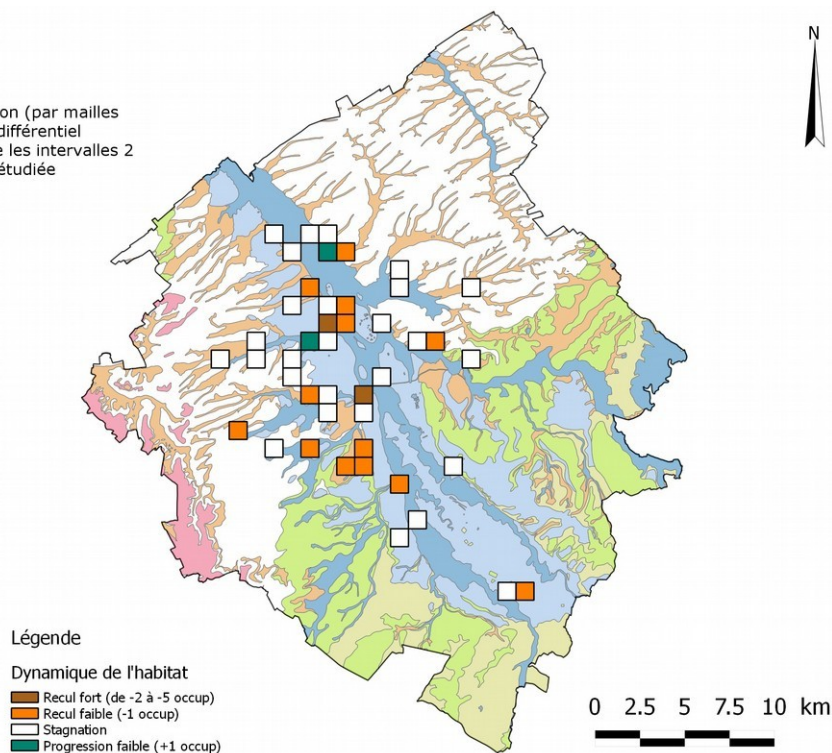 on (par mailles
différentiel
e les intervalles 2
étudiée
N
Légende
Dynamique de l'habitat
Recul fort (de -2 à -5 occup)
Recul faible (-1 occup)
Stagnation
Progression faible (+1 occup)
0 2.5 5 7.5 10 km